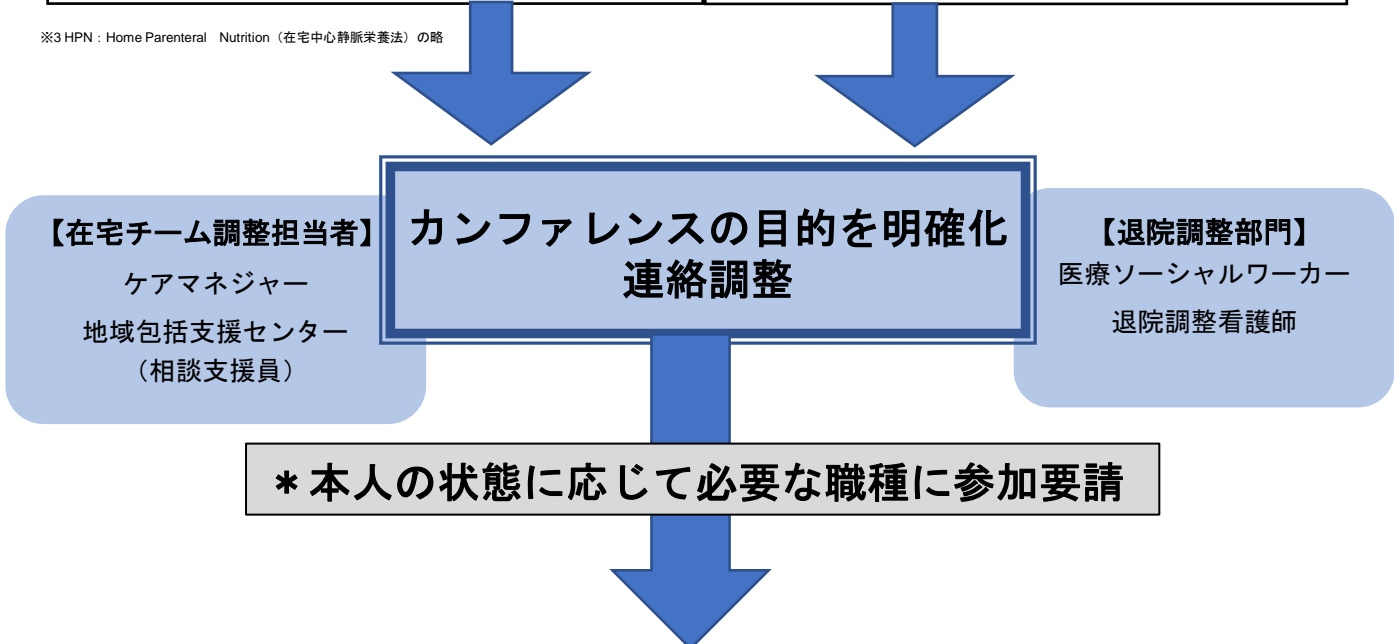 ※3 HPN：Home Parenteral　Nutrition（在宅中心静脈栄養法）の略
カンファレンスの目的を明確化
連絡調整
【在宅チーム調整担当者】
ケアマネジャー
地域包括支援センター
（相談支援員）
【退院調整部門】
医療ソーシャルワーカー
退院調整看護師
＊本人の状態に応じて必要な職種に参加要請